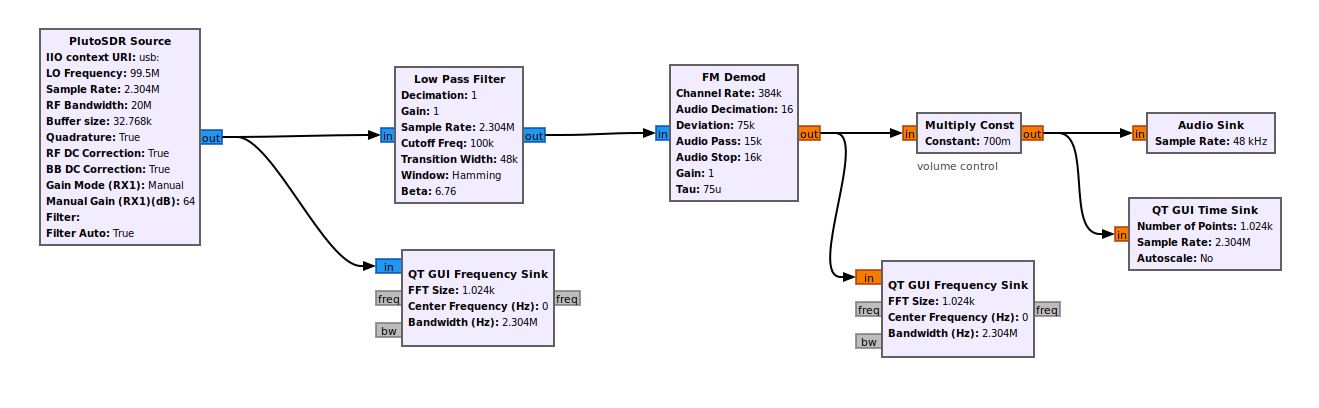 PlutoSDR Source
IIO context URI: usb:
LO Frequency: 99.5M
Sample Rate: 2.304M
RF Bandwidth: 20M
Buffer size: 32.768k
Quadrature: True
RF DC Correction: True
BB DC Correction: True
Gain Mode (RX1): Manual
Manual Gain (RX1)(dB): 64
Filter:
Filter Auto: True
out
in
Low Pass Filter
Decimation: 1
Gain: 1
Sample Rate: 2.304M
Cutoff Freq: 100k
Transition Width: 48k
Window: Hamming
Beta: 6.76
out
in
freq
bw
QT GUI Frequency Sink
FFT Size: 1.024k
Center Frequency (Hz): 0
Bandwidth (Hz): 2.304M
freq
in
FM Demod
Channel Rate: 384k
Audio Decimation: 16
Deviation: 75k
Audio Pass: 15k
Audio Stop: 16k
Gain: 1
Tau: 75u
out
in
freq
bw
QT GUI Frequency Sink
FFT Size: 1.024k
Center Frequency (Hz): 0
Bandwidth (Hz): 2.304M
freq
in
Multiply Const
Constant: 700m
out
volume control
in
Audio Sink
Sample Rate: 48 kHz
in
QT GUI Time Sink
Number of Points: 1.024k
Sample Rate: 2.304M
Autoscale: No